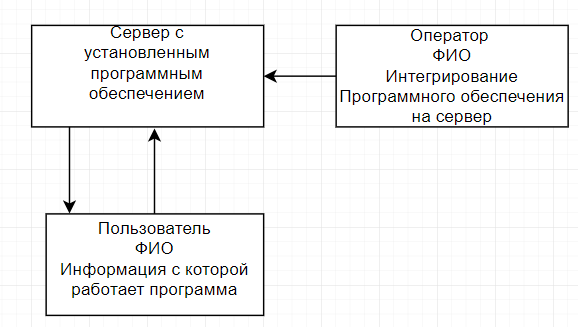 Сервер с
установленным
программным
обеспечением
Оператор
ФИО
Интегрирование
Программного обеспечения
на сервер
Пользователь
ФИО
Информация с которой
работает программа